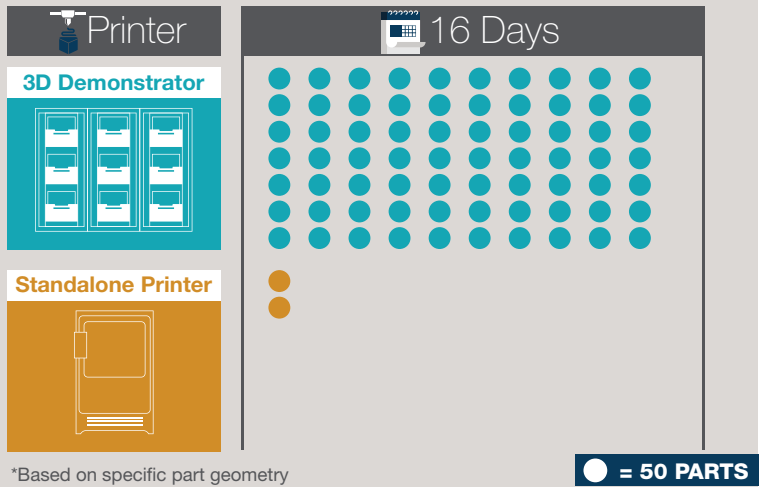 Printer
??????
16 Days
3D Demonstrator
Standalone Printer
*Based on specific part geometry
= 50 PARTS